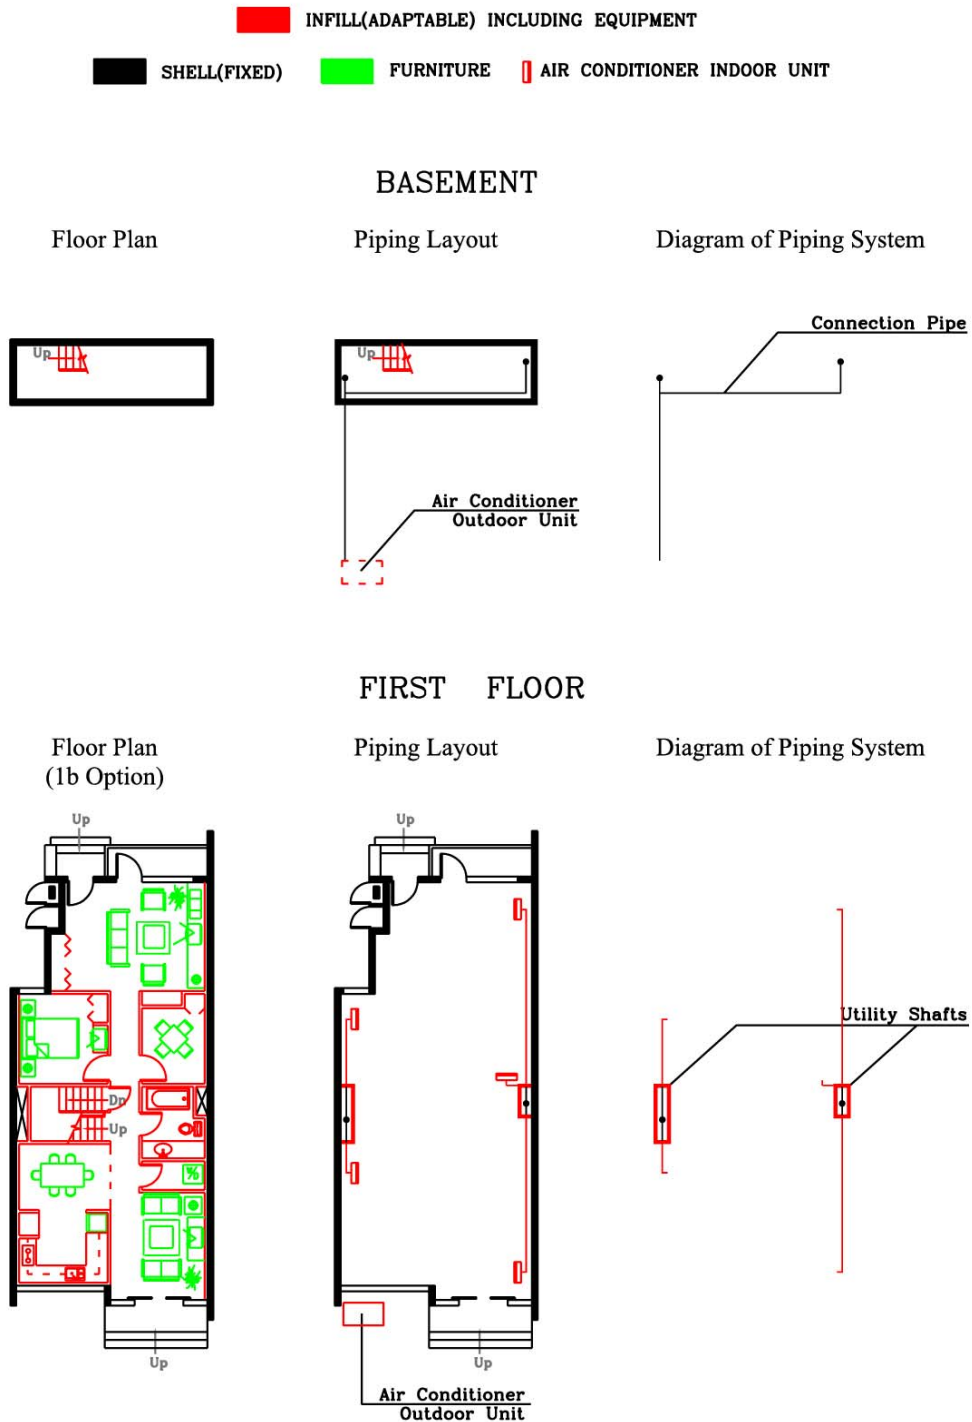 INFILL(ADAPTABLE) INCLUDING EQUIPMENT
SHELL(FIXED) FURNITURE AIR CONDITIONER INDOOR UNIT
BASEMENT
Floor Plan Piping Layout Diagram of Piping System
Connection Pipe
Up Up
Air Conditioner
Outdoor Unit
FIRST FLOOR
Floor Plan Piping Layout Diagram of Piping System
(1b Option)
Up Up
Utility Shafts
Dn
Up
Up Up
Air Conditioner
Outdoor Unit